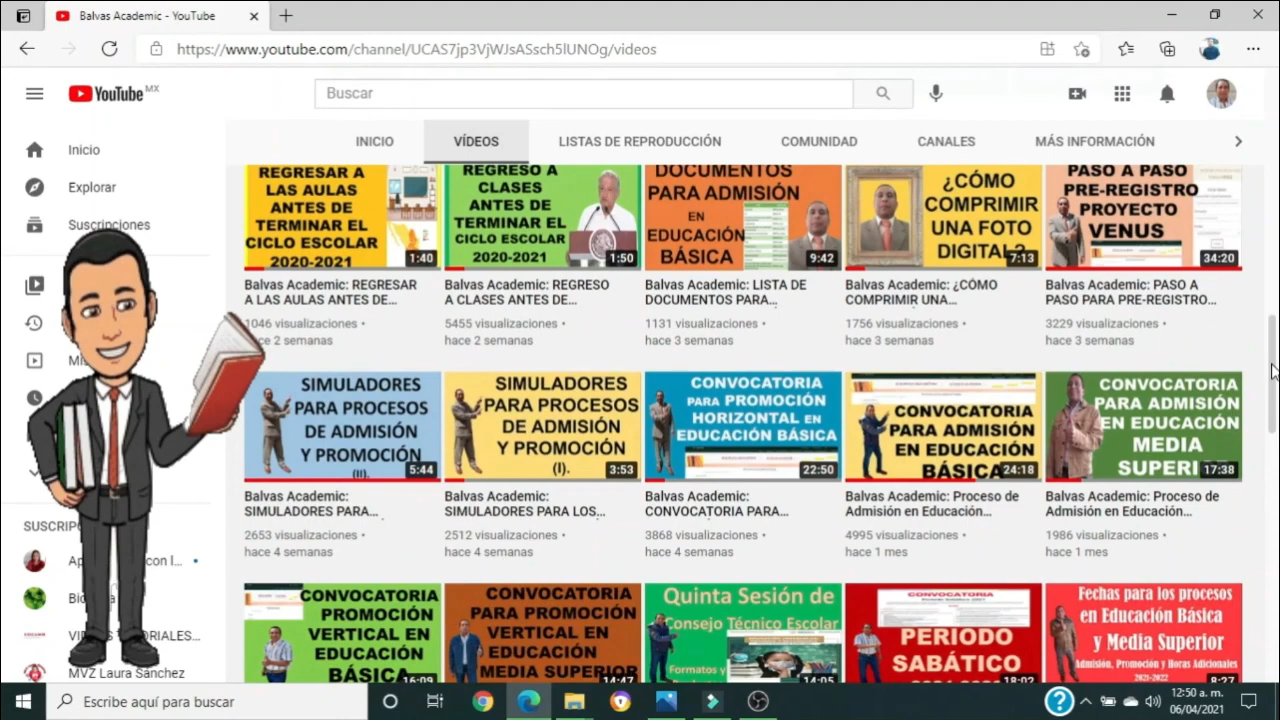 Balvas Academic - YouTube
https://www.youtube.com/channel/UCAS7jp3VjWJsASsch5lUNOg/videos
YouTube MX
Buscar
INICIO
VÍDEOS
LISTAS DE REPRODUCCIÓN
COMUNIDAD
CANALES
MÁS INFORMACIÓN
Inicio
Explorar
Suscripciones
REGRESAR A
LAS AULAS
ANTES DE
TERMINAR EL
CICLO ESCOLAR
2020-2021
1:40
REGRESO A
CLASES
ANTES DE
TERMINAR EL
CICLO ESCOLAR
2020-2021
1:50
DOCUMENTOS
PARA ADMISIÓN
EN
EDUCACIÓN
BÁSICA
9:42
¿CÓMO
COMPRIMIR
UNA FOTO
DIGITAL?
7:13
PASO A PASO
PRE-REGISTRO
PROYECTO
VENUS
34:20
Balvas Academic: REGRESAR
A LAS AULAS ANTES DE...
1046 visualizaciones •
hace 2 semanas
Balvas Academic: REGRESO
A CLASES ANTES DE...
5455 visualizaciones •
hace 2 semanas
Balvas Academic: LISTA DE
DOCUMENTOS PARA...
1131 visualizaciones •
hace 3 semanas
Balvas Academic: ¿CÓMO
COMPRIMIR UNA...
1756 visualizaciones •
hace 3 semanas
Balvas Academic: PASO A
PASO PARA PRE-REGISTRO...
3229 visualizaciones •
hace 3 semanas
SIMULADORES
PARA PROCESOS
DE ADMISIÓN
Y PROMOCIÓN
(II).
5:44
SIMULADORES
PARA PROCESOS
DE ADMISIÓN
Y PROMOCIÓN
(I).
3:53
CONVOCATORIA
PARA PROMOCIÓN
HORIZONTAL EN
EDUCACIÓN BÁSICA
22:50
CONVOCATORIA
PARA ADMISIÓN
EN EDUCACIÓN
BÁSICA
24:18
CONVOCATORIA
PARA ADMISIÓN
EN EDUCACIÓN
MEDIA
SUPERI
17:38
Balvas Academic:
SIMULADORES PARA...
2653 visualizaciones •
hace 4 semanas
Balvas Academic:
SIMULADORES PARA LOS...
2512 visualizaciones •
hace 4 semanas
Balvas Academic:
CONVOCATORIA PARA...
3868 visualizaciones •
hace 4 semanas
Balvas Academic: Proceso de
Admisión en Educación...
4995 visualizaciones •
hace 1 mes
Balvas Academic: Proceso de
Admisión en Educación...
1986 visualizaciones •
hace 1 mes
con l...
MVZ Laura Sánchez
CONVOCATORIA
PROMOCIÓN
VERTICAL EN
EDUCACIÓN
BÁSICA
16:09
CONVOCATORIA
PARA PROMOCIÓN
VERTICAL EN
EDUCACIÓN
MEDIA SUPERIOR
14:47
Quinta Sesión de
Consejo Técnico Escolar
Formatos y
14:05
PERIODO
SABÁTICO
18:02
Fechas para los procesos
en Educación Básica
y Media Superior
Admisión, Promoción y Horas Adicionales
2021-2022
8:27
Escribe aquí para buscar
12:50 a. m.
06/04/2021